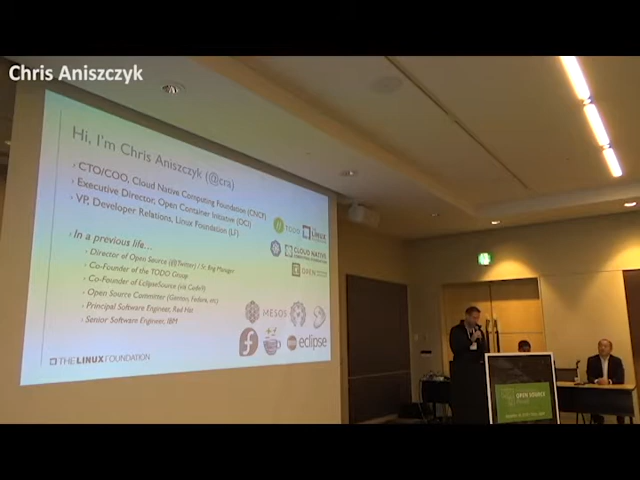 Chris Aniszczyk
Hi, I'm Chris Aniszczyk (@cra)
CTO/COO, Cloud Native Computing Foundation (CNCF)
Executive Director, Open Container Initiative (OCI)
VP, Developer Relations, Linux Foundation (LF)
In a previous life...
Director of Open Source (@Twitter) / Sr. Bug Manager
Co-Founder of the TODO Group
Co-Founder of EclipseSource
Open Source Committer (Gentoo, Fedora, etc)
Principal Software Engineer, Red Hat
Senior Software Engineer, IBM
TODO
LINUX
CLOUD NATIVE
OPEN
MESOS
eclipse
THE LINUX FOUNDATION
OPEN SOURCE